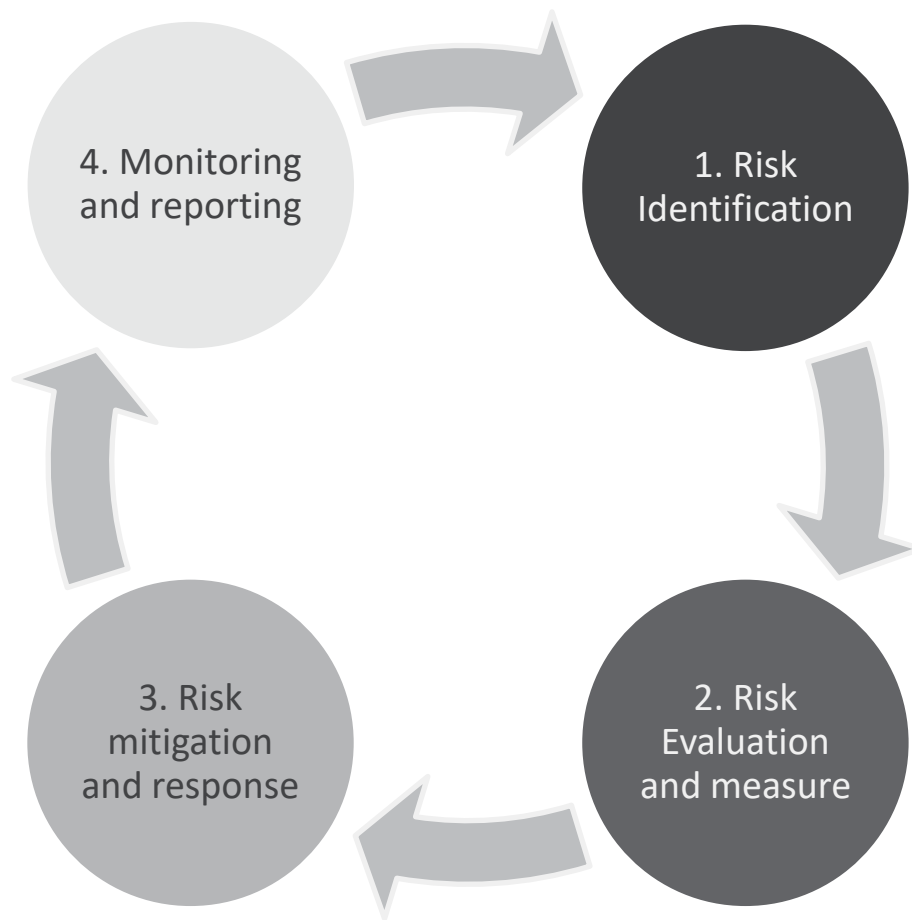 1. Risk
Identification
2. Risk
Evaluation
and measure
3. Risk
mitigation
and response
4. Monitoring
and reporting